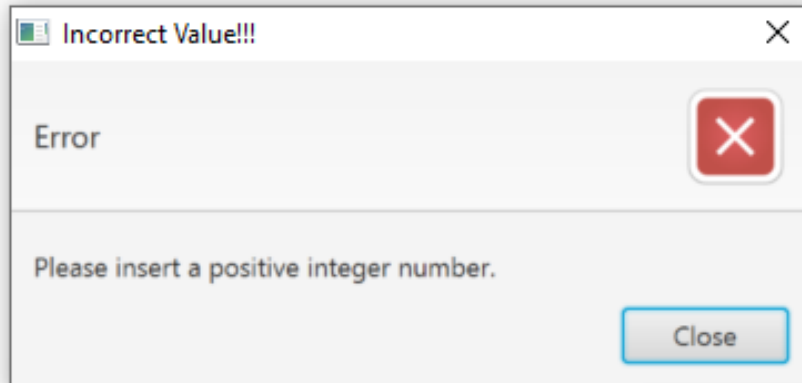 Incorrect Value!!!
Error
Please insert a positive integer number.
Close